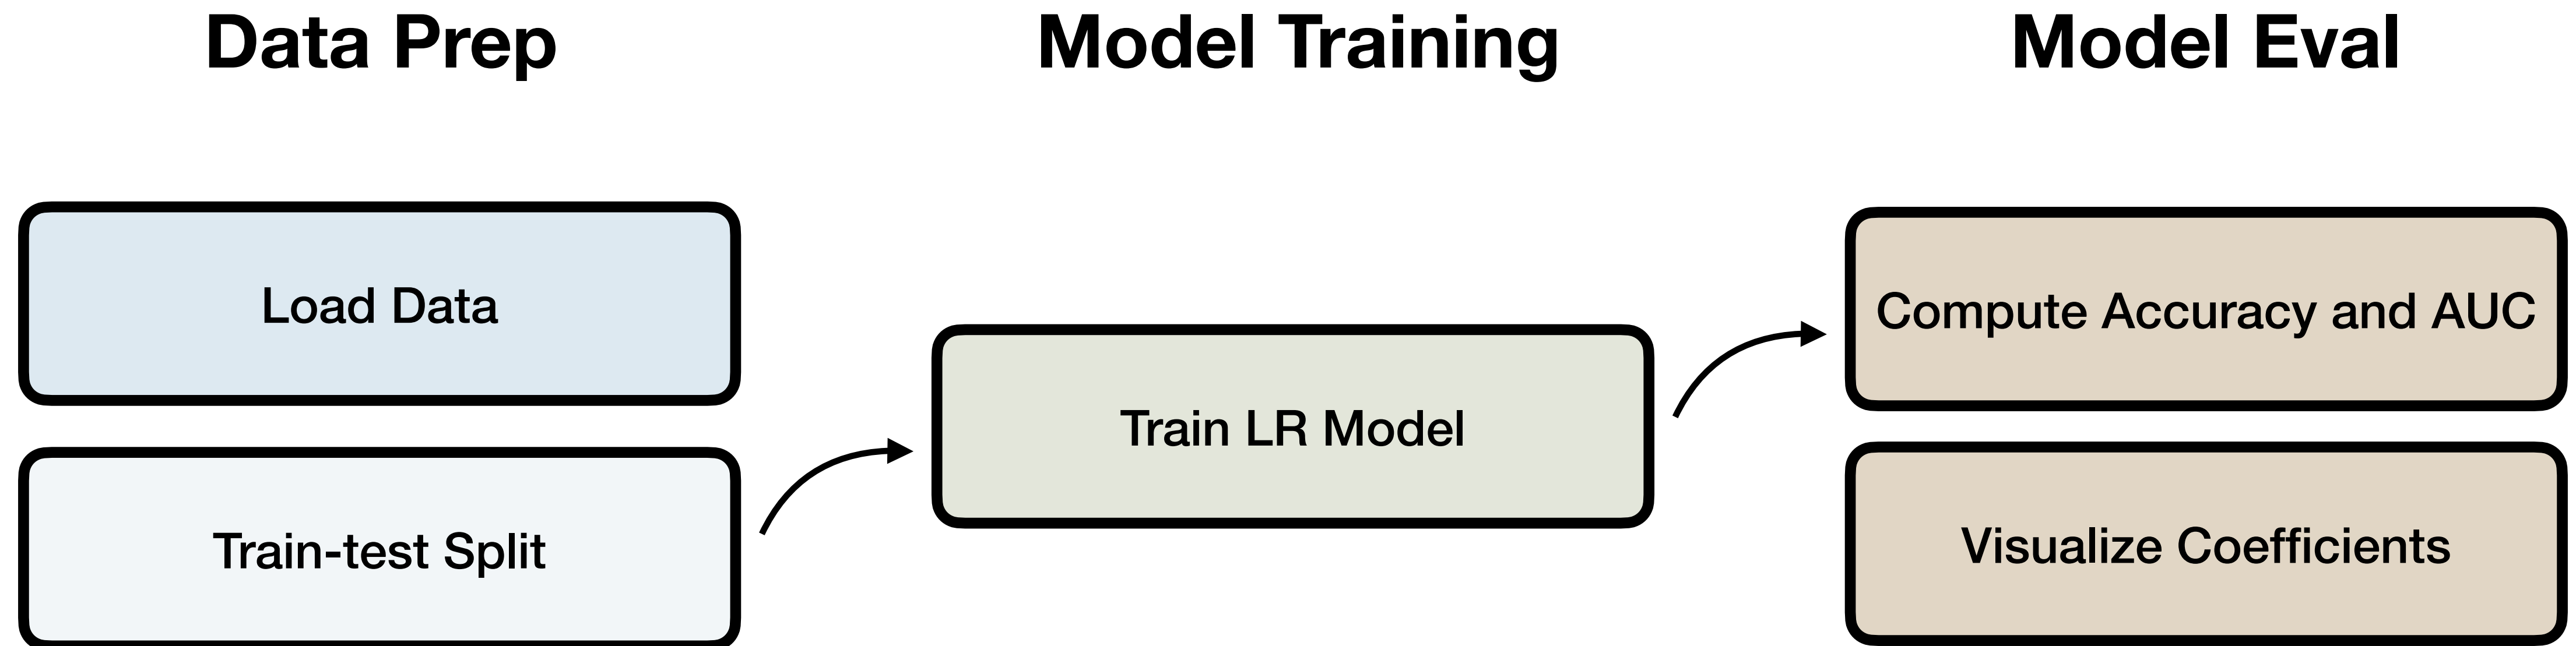 Data Prep
Model Training
Model Eval
Load Data
Train-test Split
Train LR Model
Compute Accuracy and AUC
Visualize Coefficients